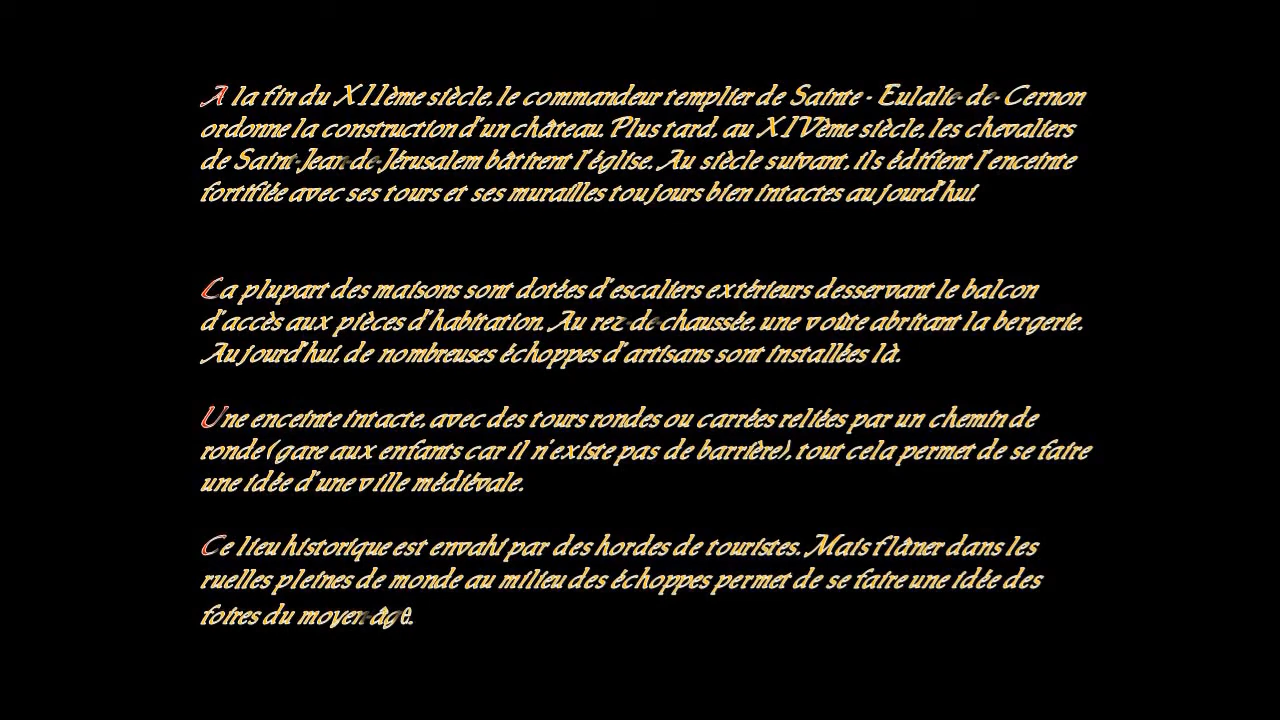 A la fin du XIIème siècle, le commandeur templier de Sainte - Eulalie- de- Cernon
ordonne la construction d'un château. Plus tard, au XIVème siècle, les chevaliers
de Saint-Jean-de-Jérusalem bâtirent l'église. Au siècle suivant, ils édifient l'enceinte
fortifiée avec ses tours et ses murailles toujours bien intactes aujourd'hui.
La plupart des maisons sont dotées d'escaliers extérieurs desservant le balcon
d'accès aux pièces d'habitation. Au rez-de-chaussée, une voûte abritant la bergerie.
Aujourd'hui, de nombreuses échoppes d'artisans sont installées là.
Une enceinte intacte, avec des tours rondes ou carrées reliées par un chemin de
ronde (gare aux enfants car il n'existe pas de barrière), tout cela permet de se faire
une idée d'une ville médiévale.
Ce lieu historique est envahi par des hordes de touristes. Mais flâner dans les
ruelles pleines de monde au milieu des échoppes permet de se faire une idée des
foires du moyen-âge.